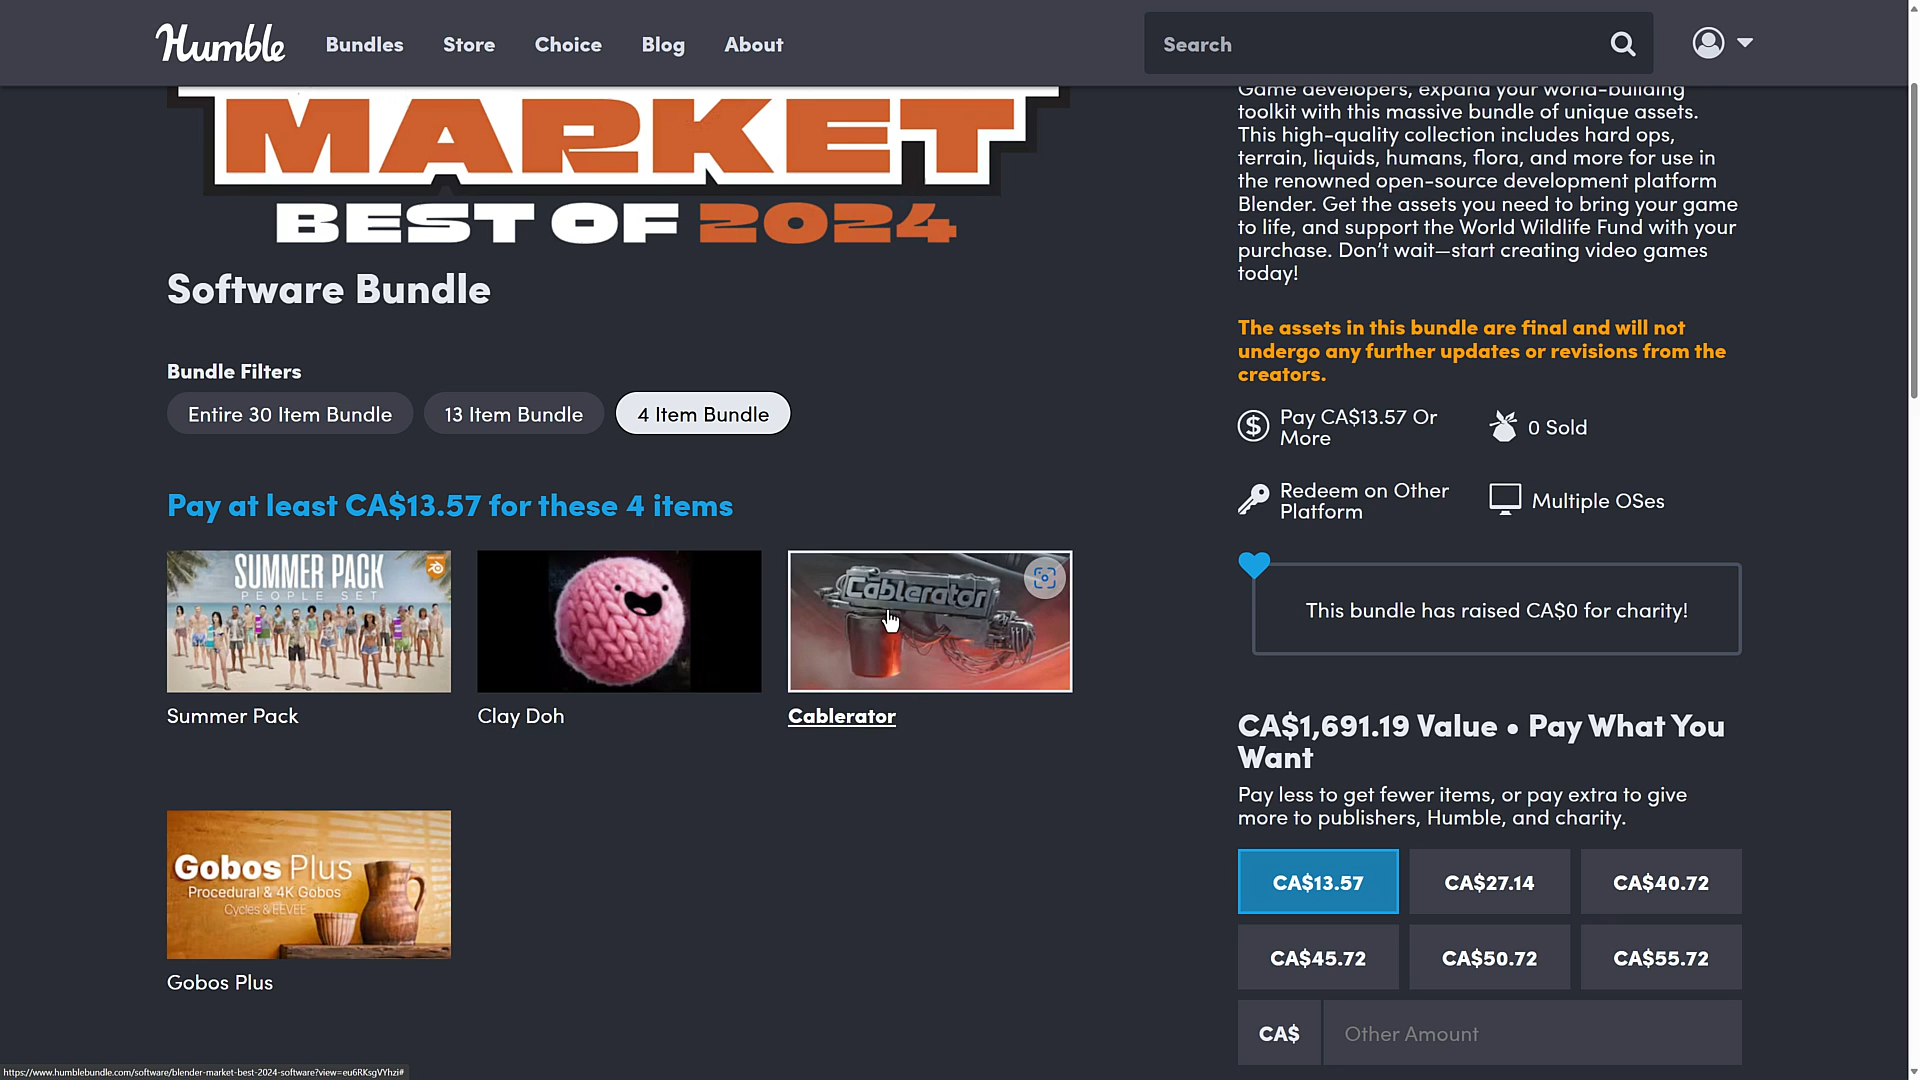 Humble
Bundles
Store
Choice
Blog
About
Search
MARKET
BEST OF 2024
Software Bundle
Bundle Filters
Entire 30 Item Bundle
13 Item Bundle
4 Item Bundle
Pay at least CA$13.57 for these 4 items
SUMMER PACK
PEOPLE SET
Summer Pack
Clay Doh
Cablerator
Cablerator
Gobos Plus
Procedural & 4K Gobos
Cycles & EEVEE
Gobos Plus
Game developers, expand your world-building
toolkit with this massive bundle of unique assets.
This high-quality collection includes hard ops,
terrain, liquids, humans, flora, and more for use in
the renowned open-source development platform
Blender. Get the assets you need to bring your game
to life, and support the World Wildlife Fund with your
purchase. Don't wait—start creating video games
today!
The assets in this bundle are final and will not
undergo any further updates or revisions from the
creators.
Pay CA$13.57 Or
More
0 Sold
Redeem on Other
Platform
Multiple OSes
This bundle has raised CA$0 for charity!
CA$1,691.19 Value • Pay What You
Want
Pay less to get fewer items, or pay extra to give
more to publishers, Humble, and charity.
CA$13.57
CA$27.14
CA$40.72
CA$45.72
CA$50.72
CA$55.72
CA$
Other Amount
https://www.humblebundle.com/software/blender-market-best-2024-software?view=eu6RKsgVYhzi#